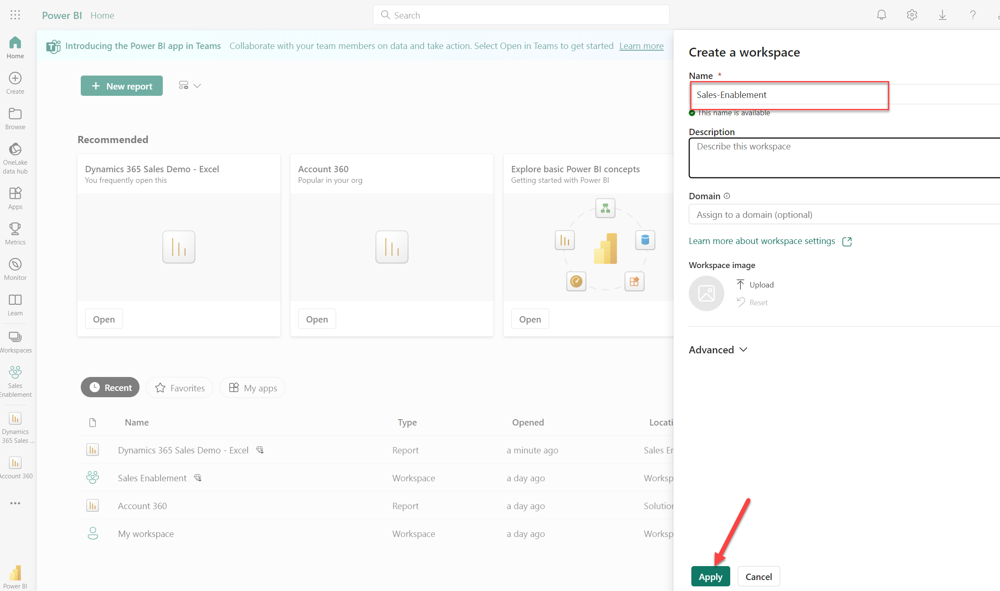 Power BI Home
Search
Home
Create
Browse
OneLake
data hub
Apps
Metrics
Monitor
Learn
Workspaces
Sales
Enablement
Dynamics
365 Sales ...
Account 360
Power BI
Introducing the Power BI app in Teams Collaborate with your team members on data and take action. Select Open in Teams to get started Learn more
New report
Recommended
Dynamics 365 Sales Demo - Excel
You frequently open this
Open
Account 360
Popular in your org
Open
Explore basic Power BI concepts
Getting started with Power BI
Open
Recent Favorites My apps
Name Type Opened Locati
Dynamics 365 Sales Demo - Excel Report a minute ago Sales Er
Sales Enablement Workspace a day ago Worksp
Account 360 Report a day ago Solution
My workspace Workspace a day ago Worksp
Create a workspace
Name *
Sales-Enablement
This name is available
Description
Describe this workspace
Domain
Assign to a domain (optional)
Learn more about workspace settings
Workspace image
Upload
Reset
Advanced
Apply Cancel